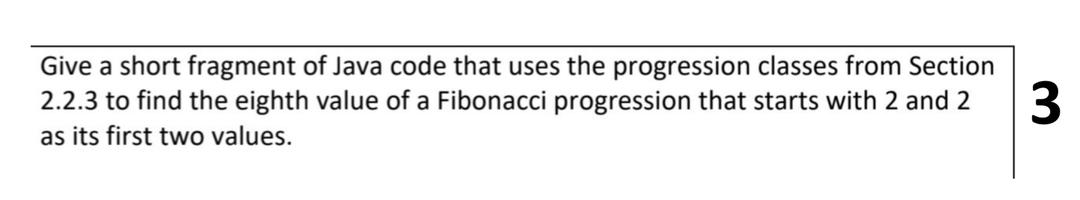 Give a short fragment of Java code that uses the progression classes from Section
2.2.3 to find the eighth value of a Fibonacci progression that starts with 2 and 2
as its first two values.
3